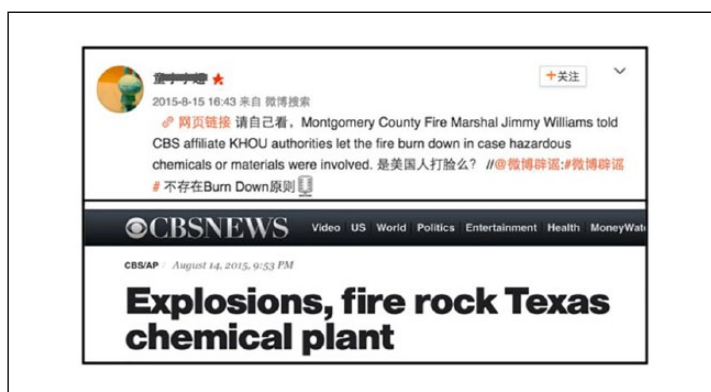 +关注
2015-8-15 16:43 来自 微博搜索
网页链接 请自己看，Montgomery County Fire Marshal Jimmy Williams told
CBS affiliate KHOU authorities let the fire burn down in case hazardous
chemicals or materials were involved. 是美国人打脸么？ //@微博辟谣:#微博辟谣
# 不存在Burn Down原则
CBSNEWS Video US World Politics Entertainment Health MoneyWat
CBS/AP / August 14, 2015, 9:53 PM
Explosions, fire rock Texas
chemical plant